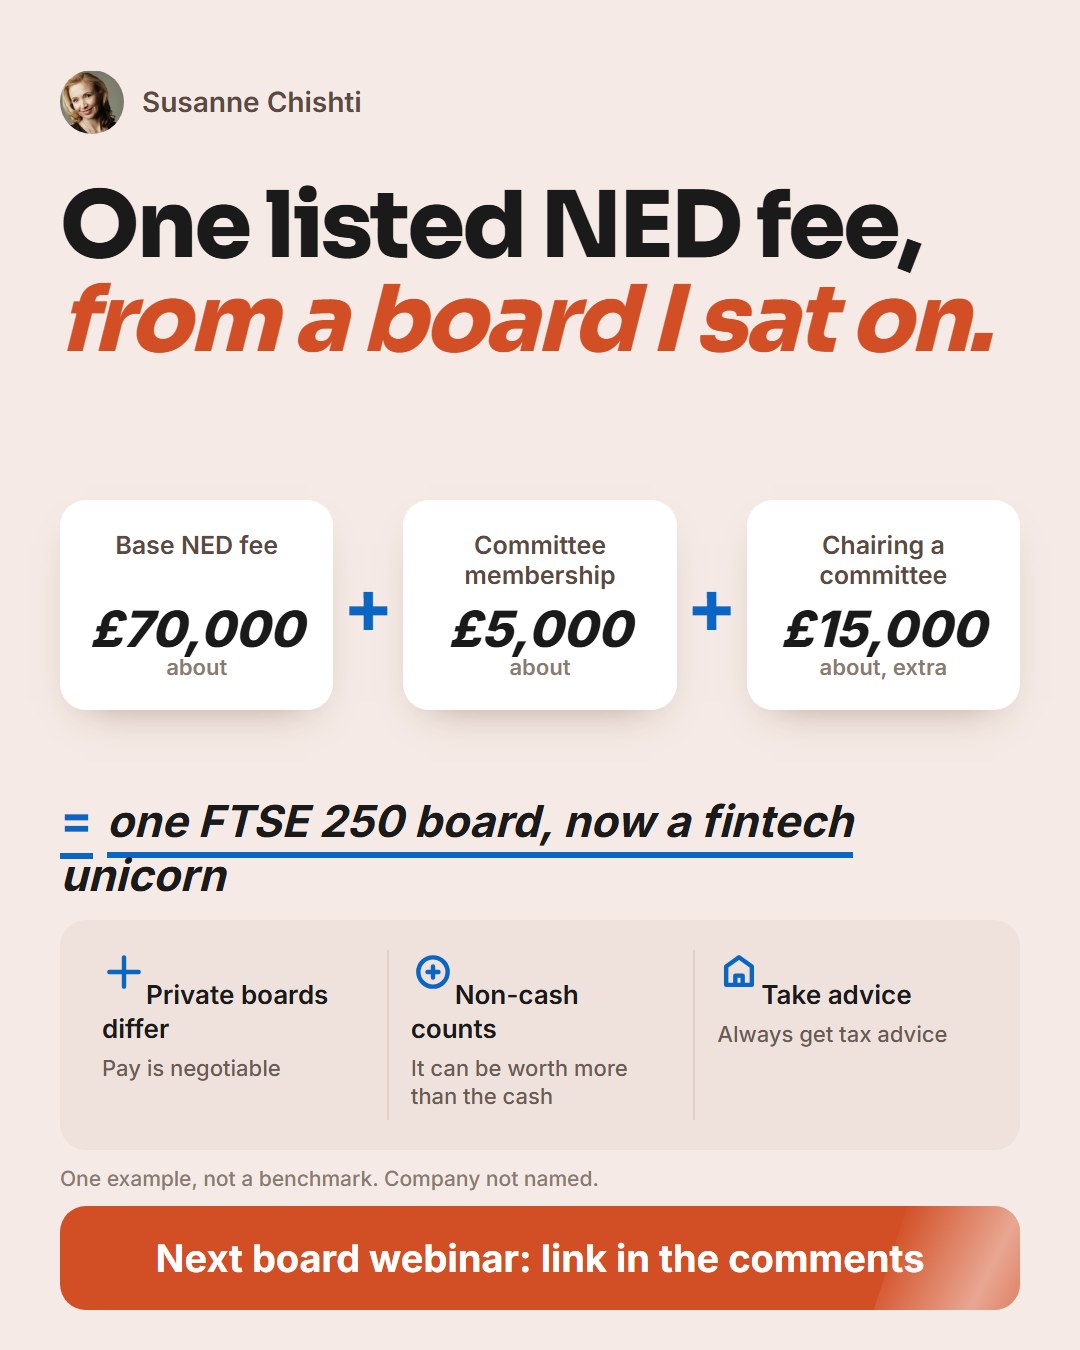 Susanne Chishti
One listed NED fee,
from a board I sat on.
Base NED fee
£70,000
about
+
Committee
membership
£5,000
about
+
Chairing a
committee
£15,000
about, extra
= one FTSE 250 board, now a fintech
unicorn
Private boards
differ
Pay is negotiable
Non-cash
counts
It can be worth more
than the cash
Take advice
Always get tax advice
One example, not a benchmark. Company not named.
Next board webinar: link in the comments